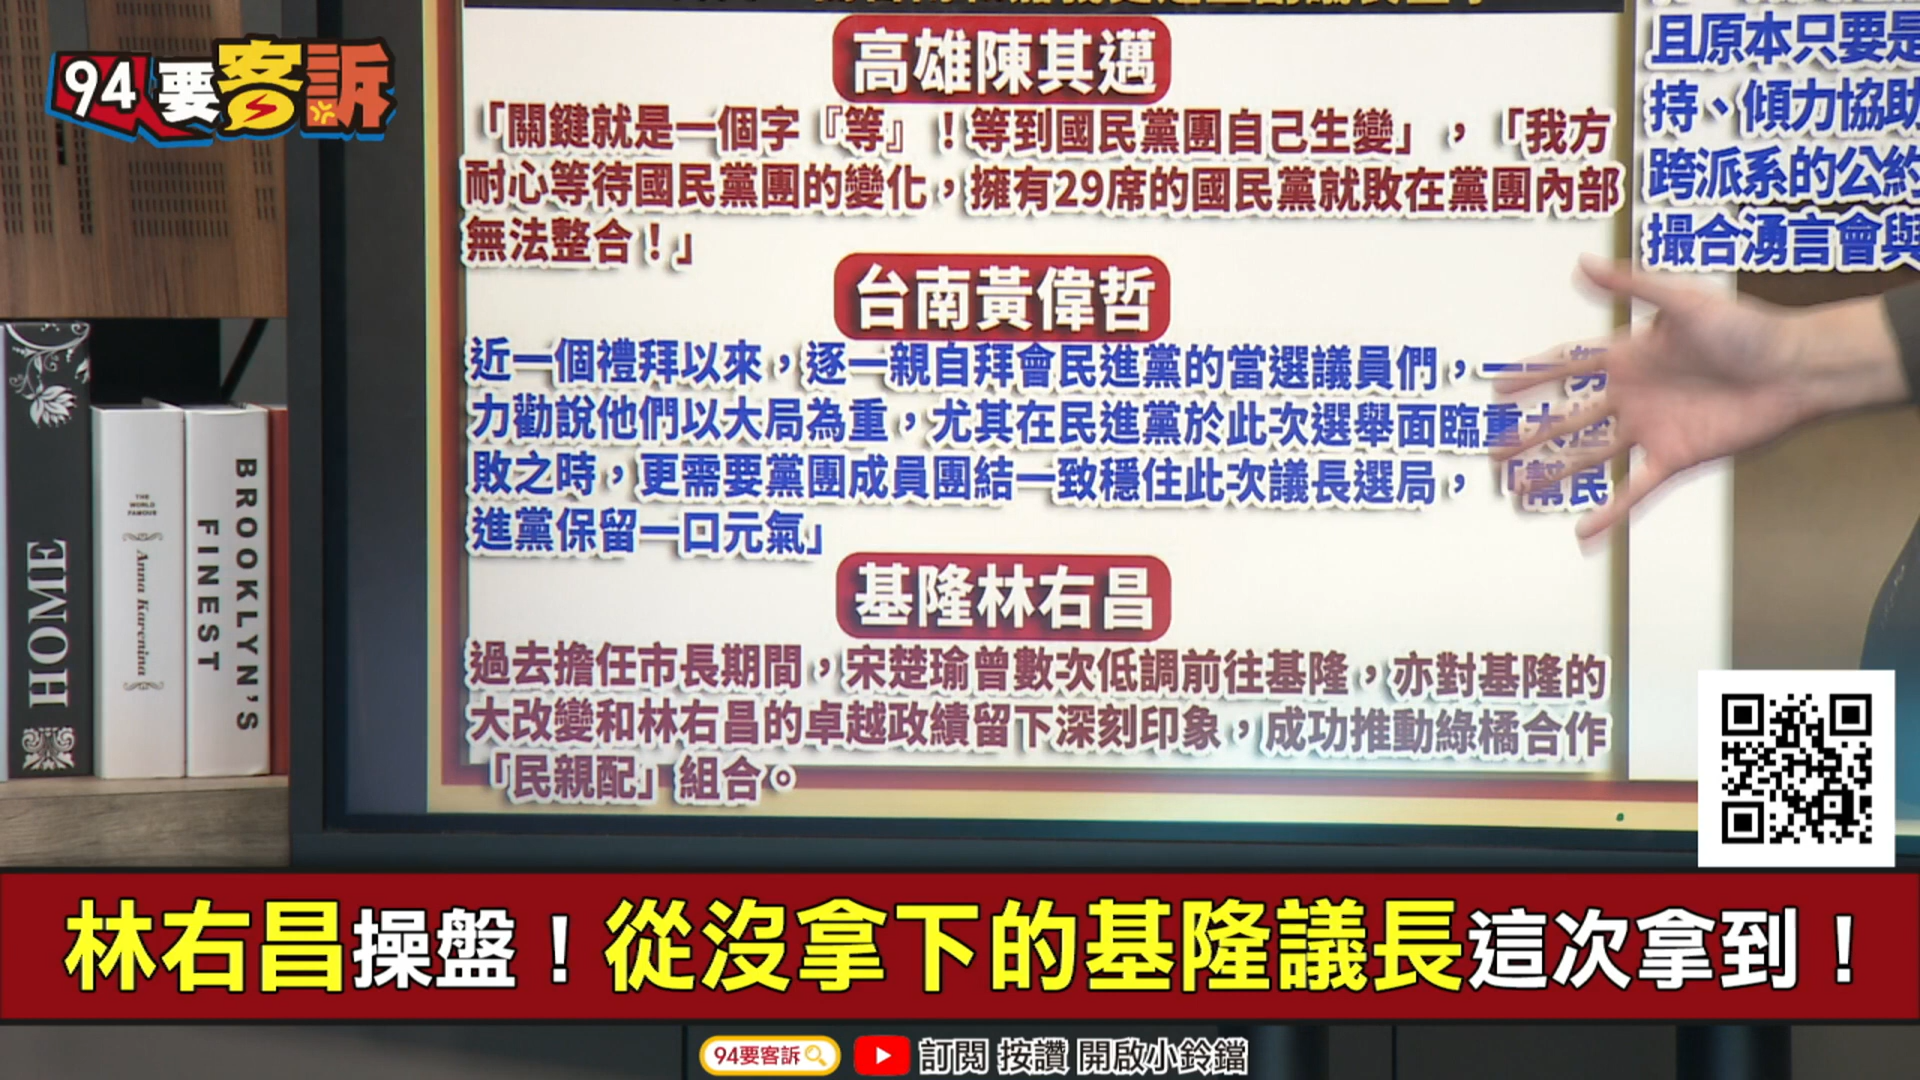 94要客訴
高雄陳其邁
「關鍵就是一個字『等』！等到國民黨團自己生變」，「我方
耐心等待國民黨團的變化，擁有29席的國民黨就敗在黨團內部
無法整合！」
台南黃偉哲
近一個禮拜以來，逐一親自拜會民進黨的當選議員們，一一努
力勸說他們以大局為重，尤其在民進黨於此次選舉面臨重大挫
敗之時，更需要黨團成員團結一致穩住此次議長選局，「幫民
進黨保留一口元氣」
基隆林右昌
過去擔任市長期間，宋楚瑜曾數次低調前往基隆，亦對基隆的
大改變和林右昌的卓越政績留下深刻印象，成功推動綠橘合作
「民親配」組合。
且原本只要是
持、傾力協助
跨派系的公約
撮合湧言會與
HOME
THE
WORLD
FAMOUS
Anna Karenina
BROOKLYN'S
FINEST
林右昌操盤！從沒拿下的基隆議長這次拿到！
94要客訴
訂閱 按讚 開啟小鈴鐺